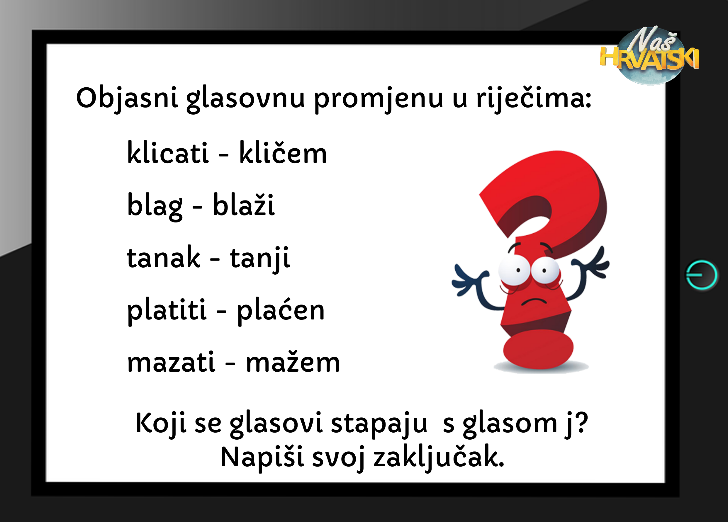 Naš
HRVATSKI
Objasni glasovnu promjenu u riječima:
klicati - kličem
blag - blaži
tanak - tanji
platiti - plaćen
mazati - mažem
Koji se glasovi stapaju s glasom j?
Napiši svoj zaključak.